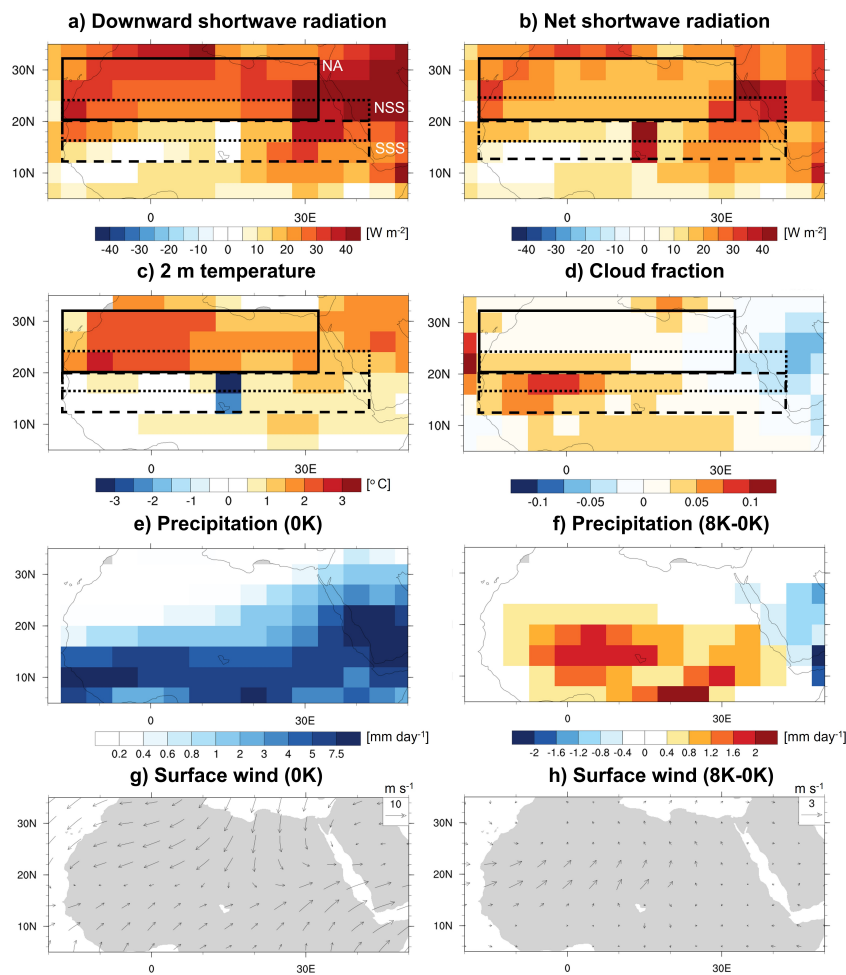 a) Downward shortwave radiation
b) Net shortwave radiation
30N
20N
10N
NA
NSS
SSS
30N
20N
10N
0
30E
0
30E
-40 -30 -20 -10 0 10 20 30 40
[W m-2]
-40 -30 -20 -10 0 10 20 30 40
[W m-2]
c) 2 m temperature
d) Cloud fraction
30N
20N
10N
30N
20N
10N
0
30E
0
30E
-3 -2 -1 0 1 2 3
[o C]
-0.1 -0.05 0 0.05 0.1
e) Precipitation (0K)
f) Precipitation (8K-0K)
30N
20N
10N
30N
20N
10N
0
30E
0
30E
0.2 0.4 0.6 0.8 1 2 3 4 5 7.5
[mm day-1]
-2 -1.6 -1.2 -0.8 -0.4 0 0.4 0.8 1.2 1.6 2
[mm day-1]
g) Surface wind (0K)
h) Surface wind (8K-0K)
m s-1
10
m s-1
3
30N
20N
10N
30N
20N
10N
0
30E
0
30E